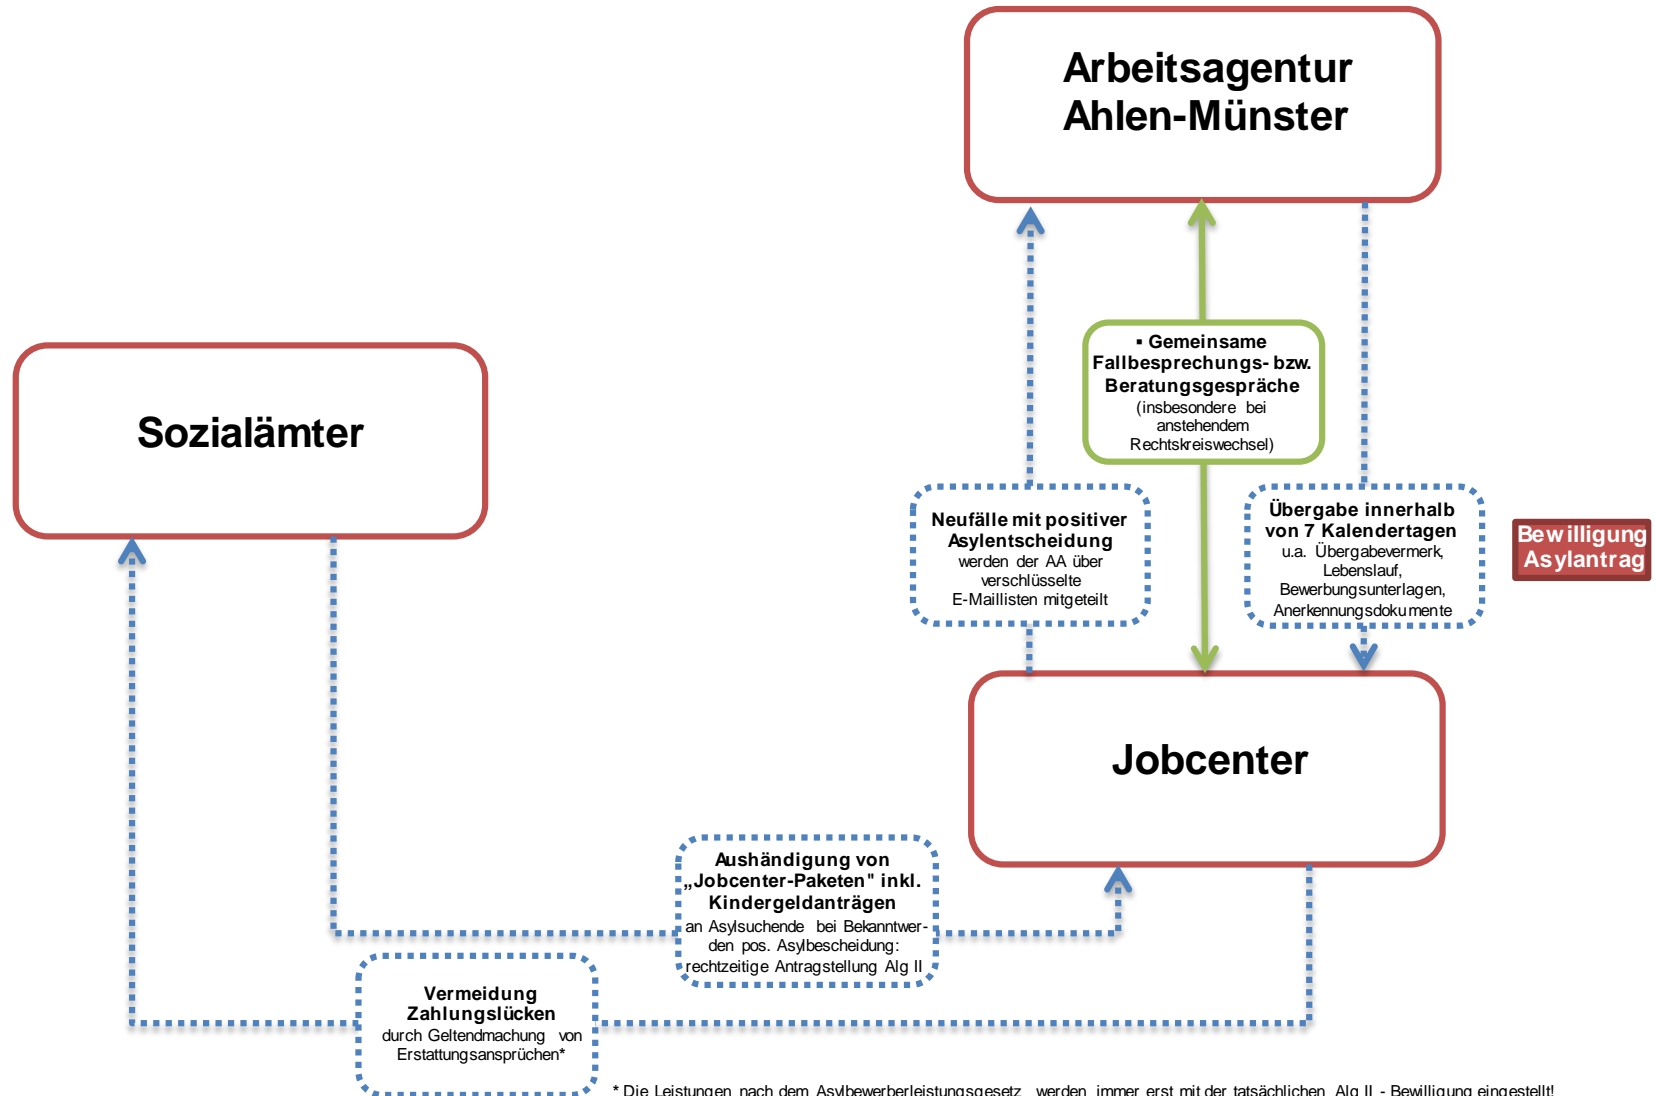 Arbeitsagentur
Ahlen-Münster
▪ Gemeinsame
Fallbesprechungs- bzw.
Beratungsgespräche
(insbesondere bei
anstehendem
Rechtskreiswechsel)
Sozialämter
Neufälle mit positiver
Asylentscheidung
werden der AA über
verschlüsselte
E-Maillisten mitgeteilt
Übergabe innerhalb
von 7 Kalendertagen
u.a. Übergabevermerk,
Lebenslauf,
Bewerbungsunterlagen,
Anerkennungsdokumente
Bewilligung
Asylantrag
Jobcenter
Aushändigung von
„Jobcenter-Paketen" inkl.
Kindergeldanträgen
an Asylsuchende bei Bekanntwer-
den pos. Asylbescheidung:
rechtzeitige Antragstellung Alg II
Vermeidung
Zahlungslücken
durch Geltendmachung von
Erstattungsansprüchen*
* Die Leistungen nach dem Asylbewerberleistungsgesetz werden immer erst mit der tatsächlichen Alg II - Bewilligung eingestellt!